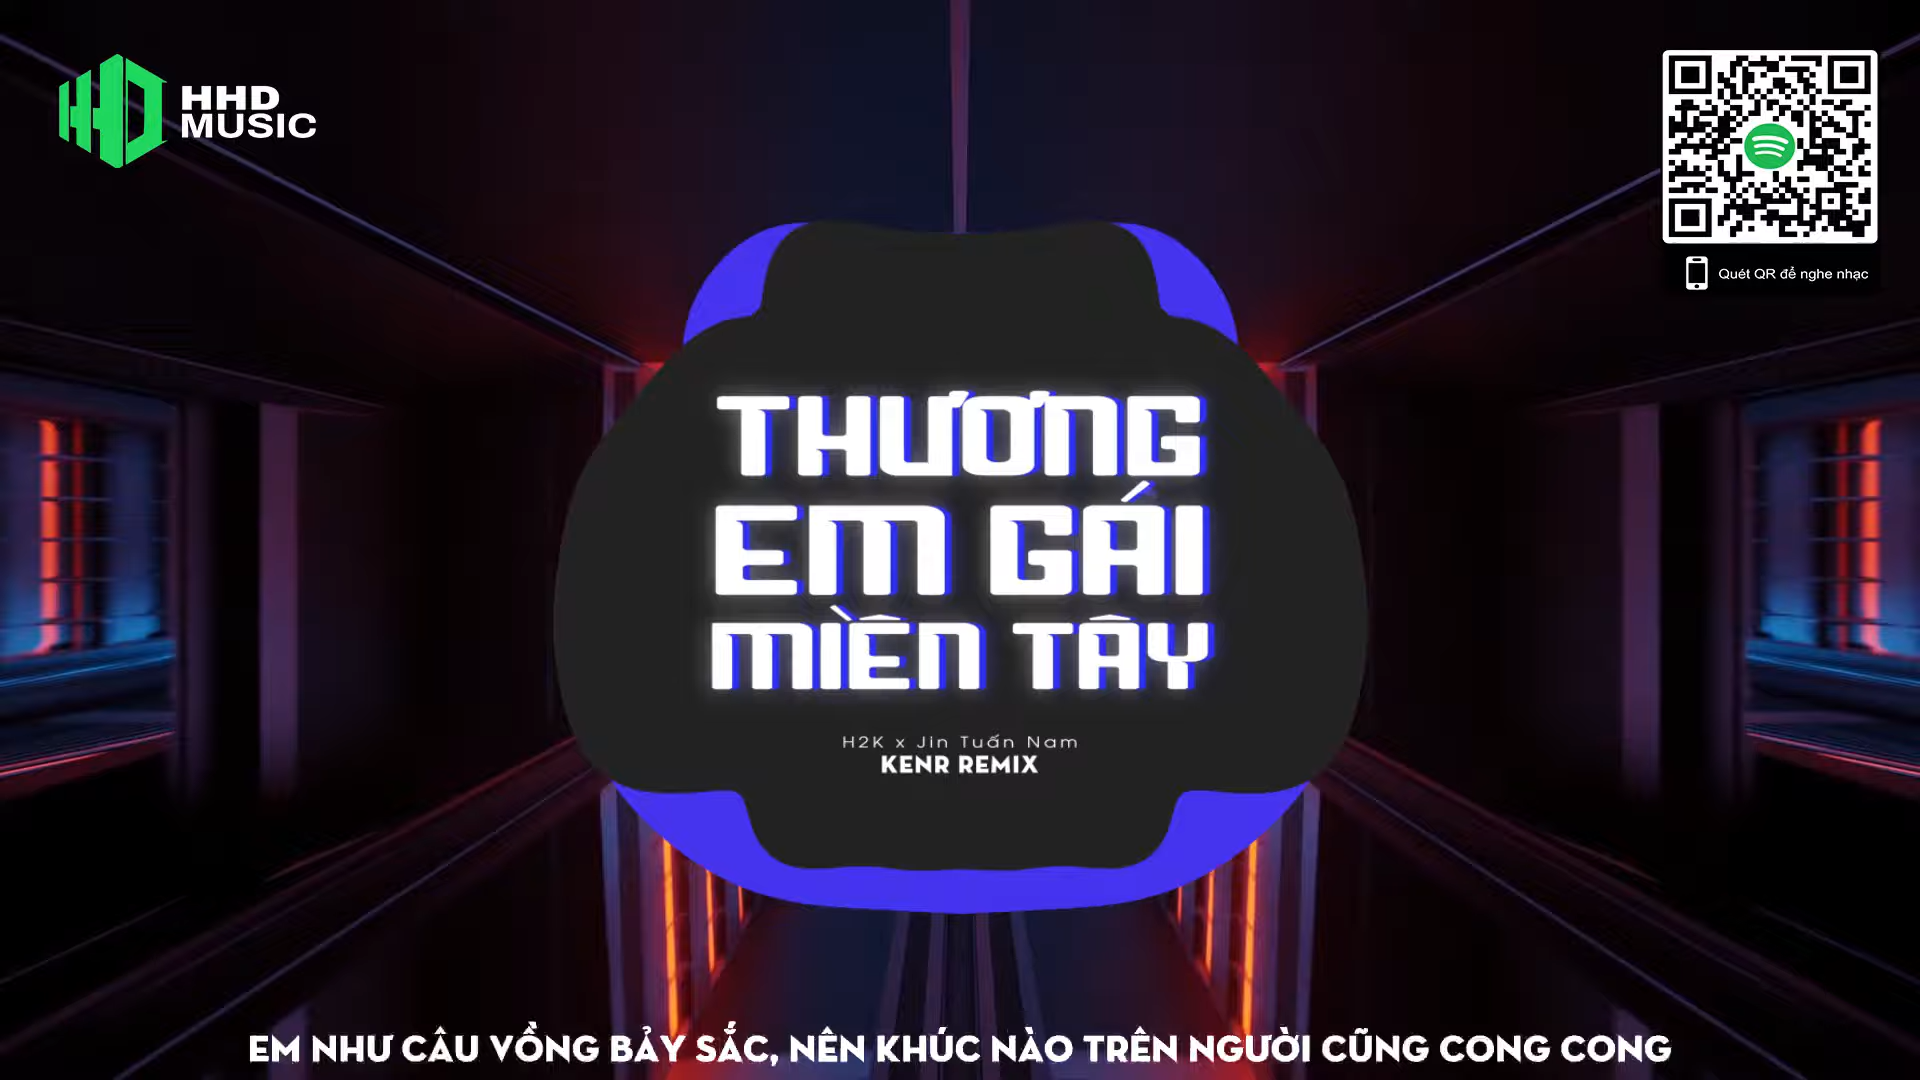 HHD
MUSIC
Quét QR để nghe nhạc
THƯƠNG
EM GÁI
MIỀN TÂY
H2K x Jin Tuấn Nam
KENR REMIX
EM NHƯ CÂU VỒNG BẢY SẮC, NÊN KHÚC NÀO TRÊN NGƯỜI CŨNG CONG CONG